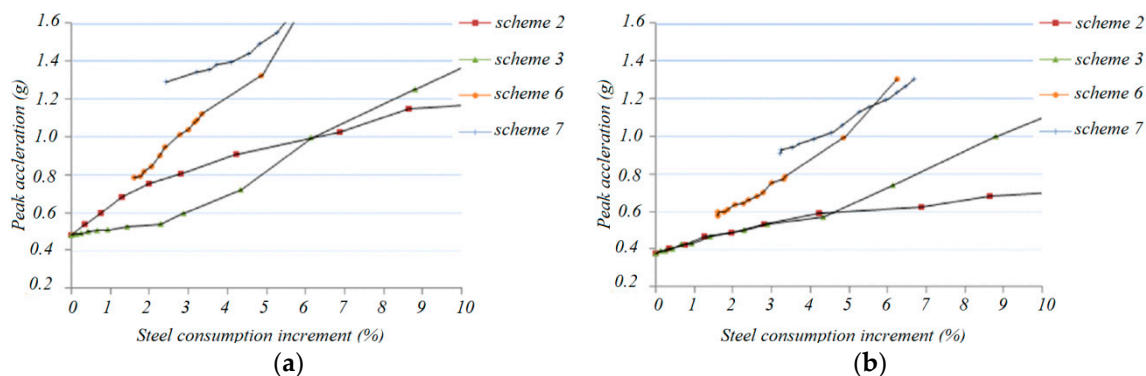 1.6
1.4
1.2
1.0
0.8
0.6
0.4
0.2
Peak accleration (g)
0 1 2 3 4 5 6 7 8 9 10
Steel consumption increment (%)
scheme 2
scheme 3
scheme 6
scheme 7
(a)
1.6
1.4
1.2
1.0
0.8
0.6
0.4
0.2
Peak accleration (g)
0 1 2 3 4 5 6 7 8 9 10
Steel consumption increment (%)
scheme 2
scheme 3
scheme 6
scheme 7
(b)